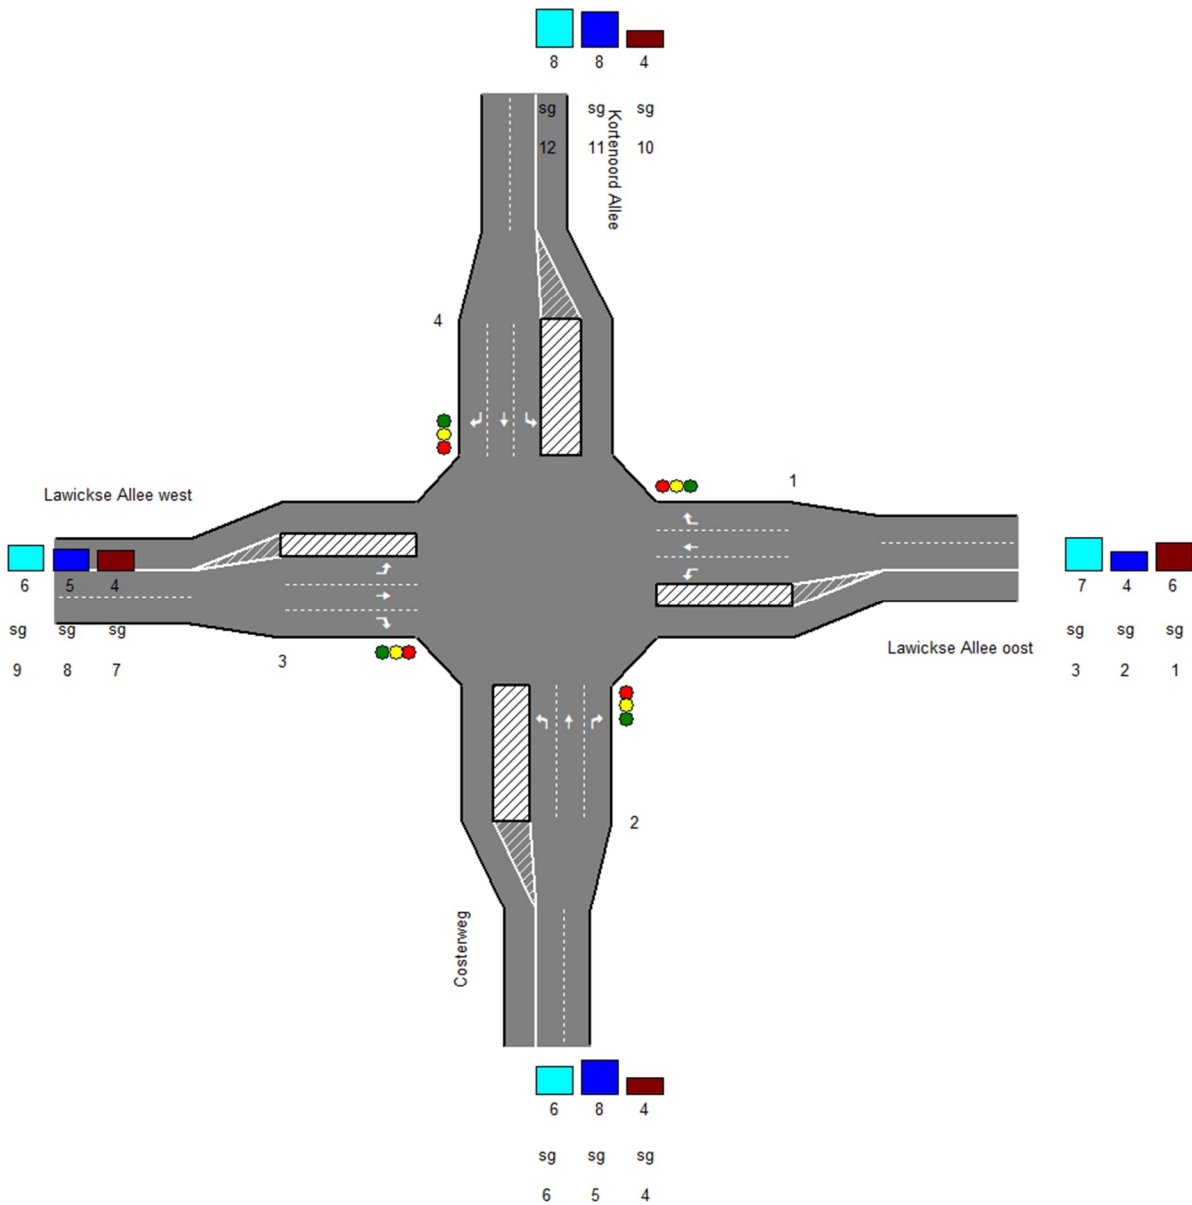 8 8 4
sg sg sg
12 11 10
Kortenoord Allee
4
1
Lawickse Allee west
6 5 4
sg sg sg
9 8 7
3
7 4 6
sg sg sg
3 2 1
Lawickse Allee oost
2
Costerweg
6 8 4
sg sg sg
6 5 4